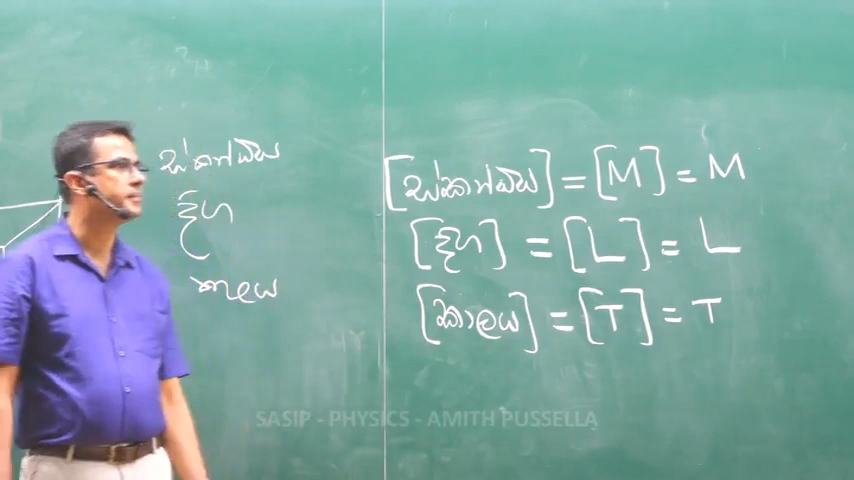 ස්කන්ධය
දිග
කාලය
[ස්කන්ධය] = [M] = M
[දිග] = [L] = L
[කාලය] = [T] = T
SASIP - PHYSICS - AMITH PUSSELLA